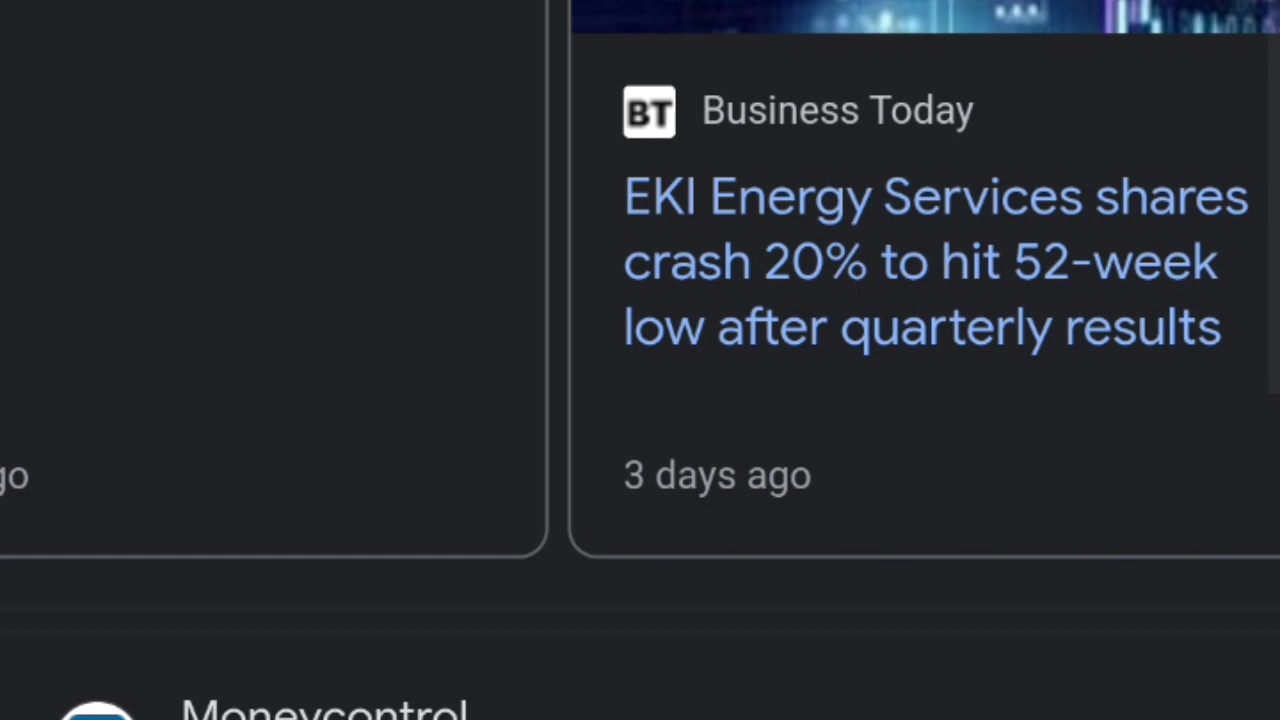 BT Business Today
EKI Energy Services shares
crash 20% to hit 52-week
low after quarterly results
go
3 days ago
Moneycontrol